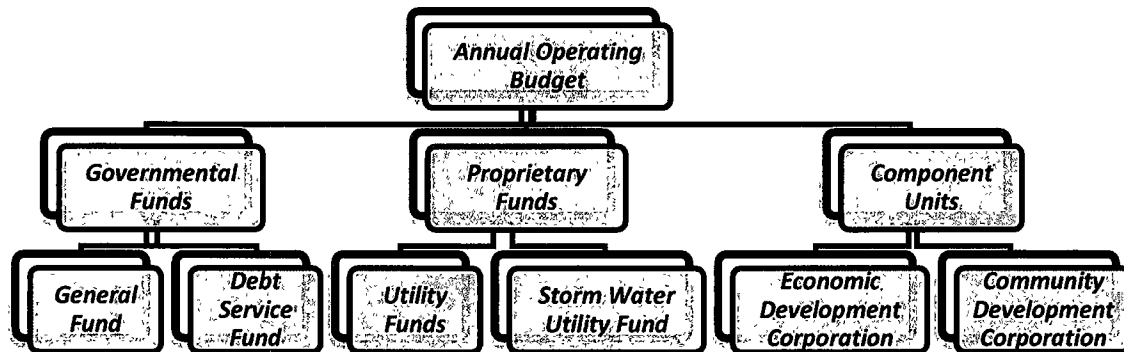 Annual Operating
Budget
Governmental
Funds
Proprietary
Funds
Component
Units
General
Fund
Debt
Service
Fund
Utility
Funds
Storm Water
Utility Fund
Economic
Development
Corporation
Community
Development
Corporation